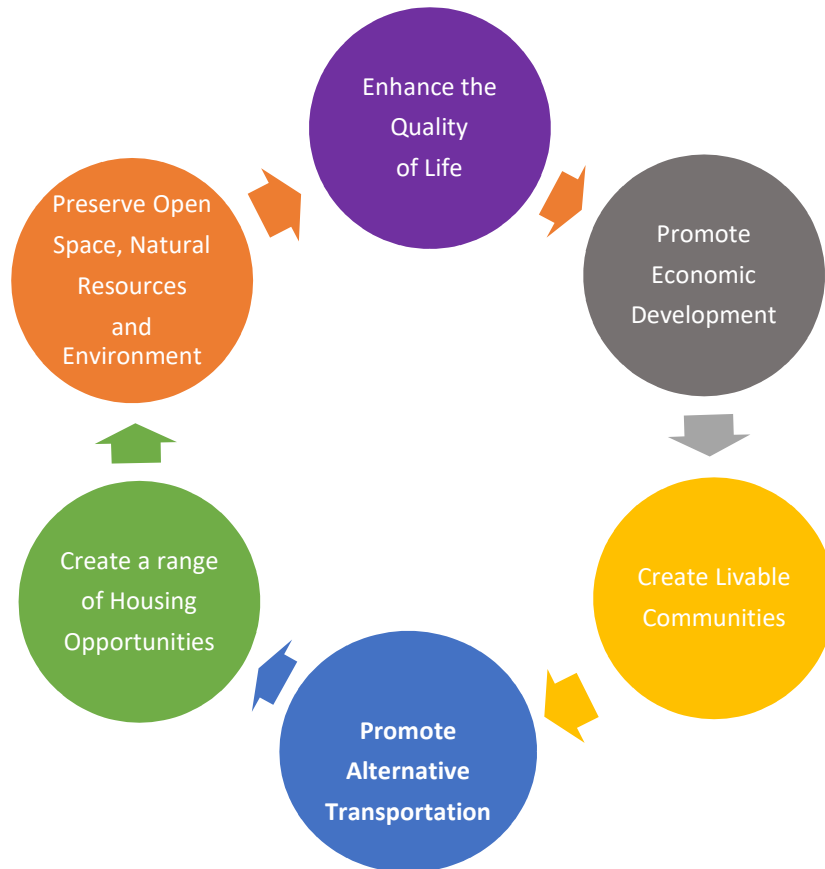 Enhance the
Quality
of Life
Promote
Economic
Development
Create Livable
Communities
Promote
Alternative
Transportation
Create a range
of Housing
Opportunities
Preserve Open
Space, Natural
Resources
and
Environment